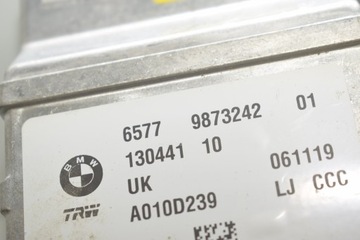 6577 9873242 01
130441 10 061119
BMW
UK LJ CCC
TRW A010D239